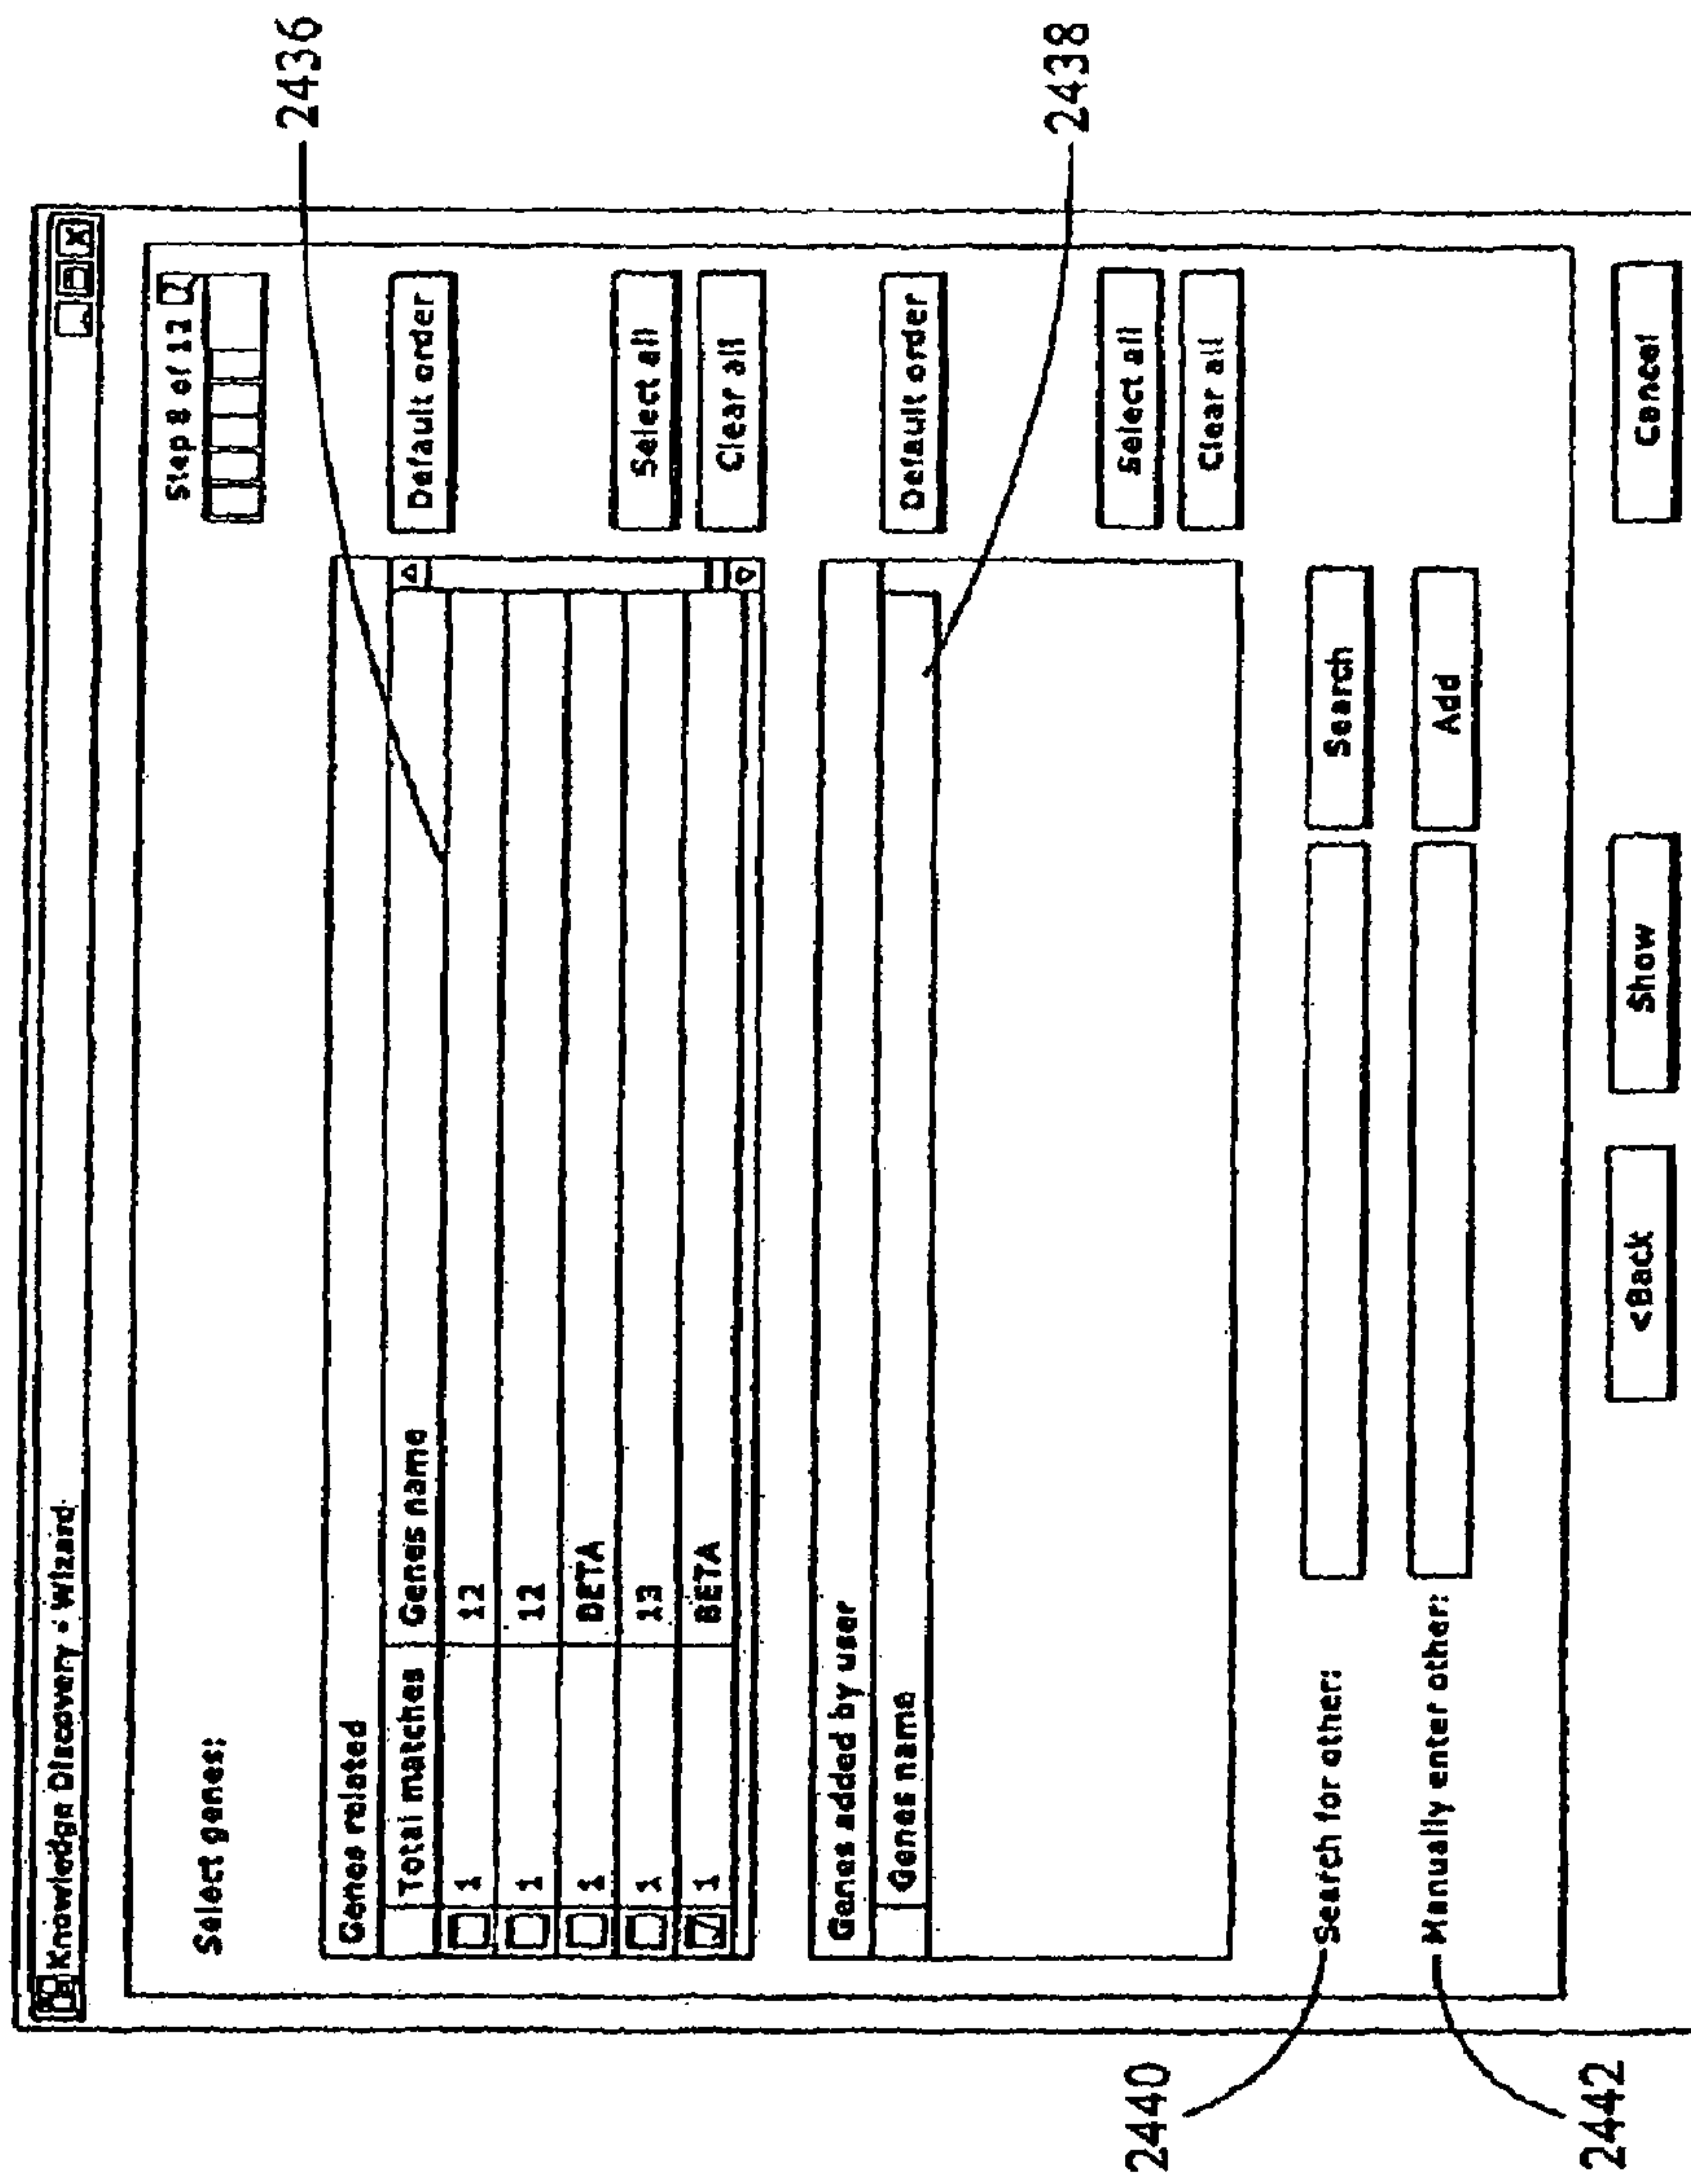 Knowledge Discovery - Wizard
Step 8 of 12
Select genes:
2436
Genes related
Total matches Genes name
Default order
1 12
1 12
1 BETA
1 13
1 BETA
Select all
Clear all
Genes added by user
Genes name
Default order
2438
Select all
Clear all
2440
Search for other:
Search
2442
Manually enter other:
Add
<Back
Show
Cancel